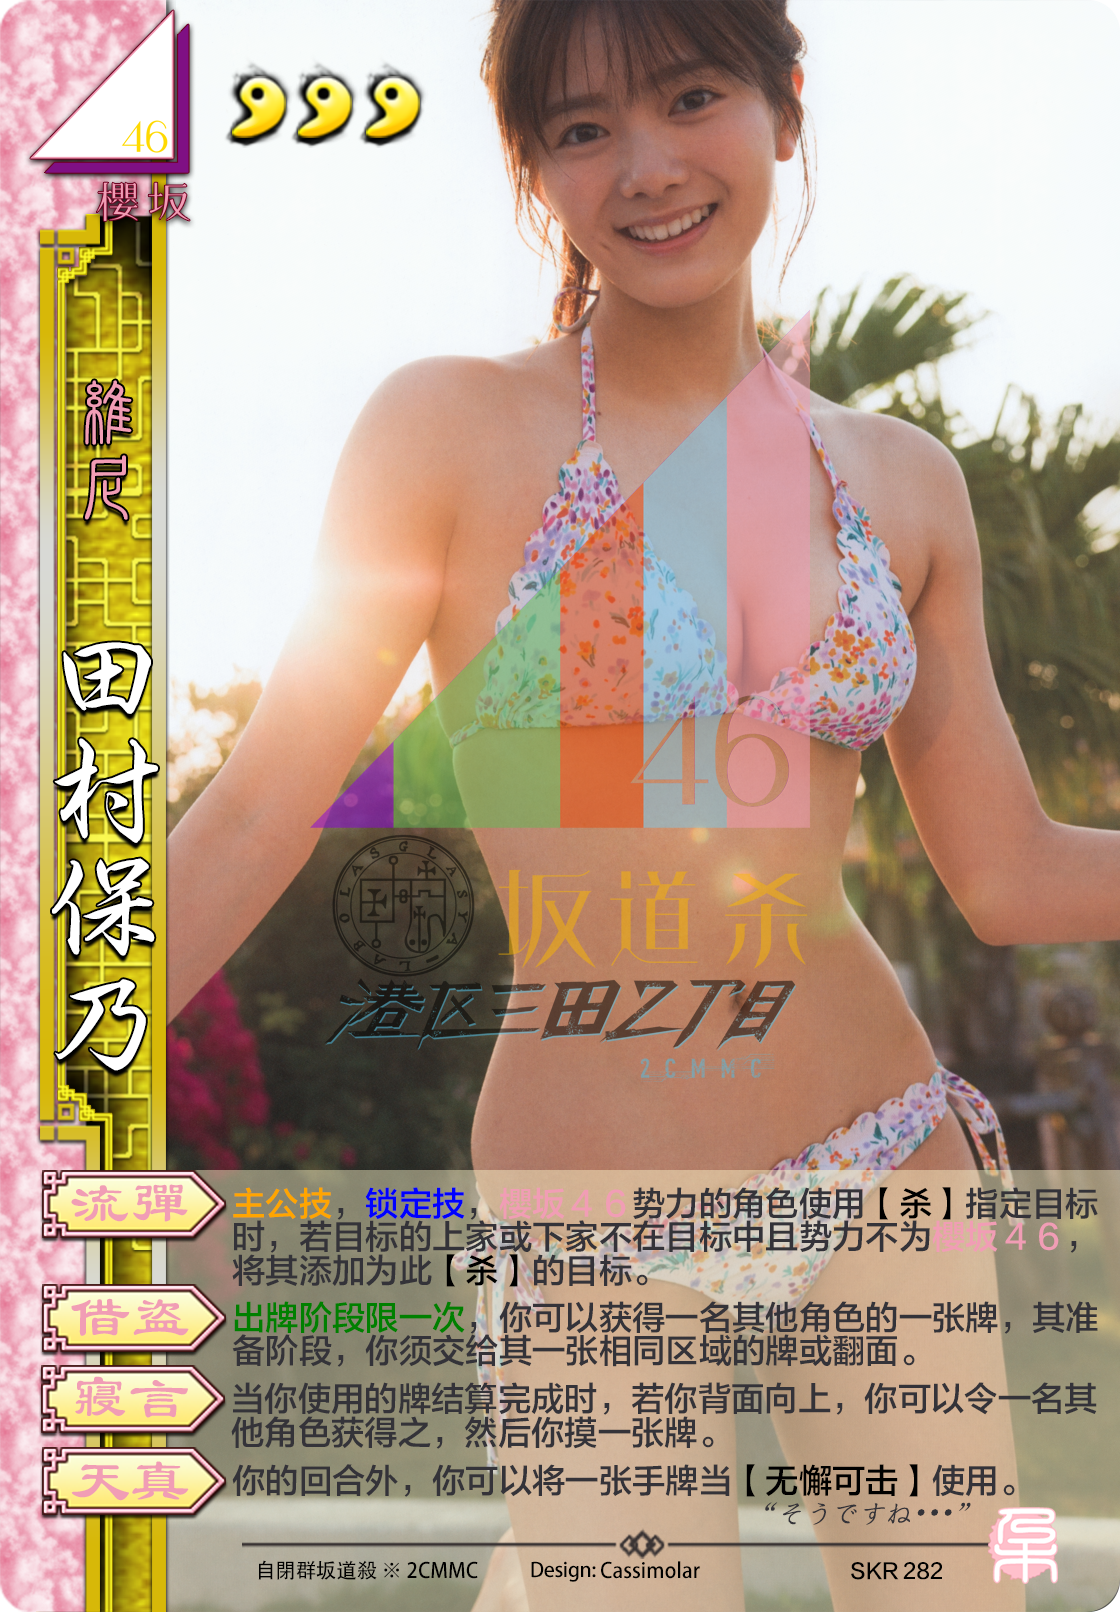 46
櫻坂
維尼
田村保乃
46
GLASYA-LABOLAS
坂道杀
港区三田2丁目
2CMMC
流彈
主公技，锁定技，櫻坂４６势力的角色使用【杀】指定目标
时，若目标的上家或下家不在目标中且势力不为櫻坂４６，
将其添加为此【杀】的目标。
借盗
出牌阶段限一次，你可以获得一名其他角色的一张牌，其准
备阶段，你须交给其一张相同区域的牌或翻面。
寢言
当你使用的牌结算完成时，若你背面向上，你可以令一名其
他角色获得之，然后你摸一张牌。
天真
你的回合外，你可以将一张手牌当【无懈可击】使用。
“そうですね・・・”
自閉群坂道殺 ※ 2CMMC
Design: Cassimolar
SKR 282